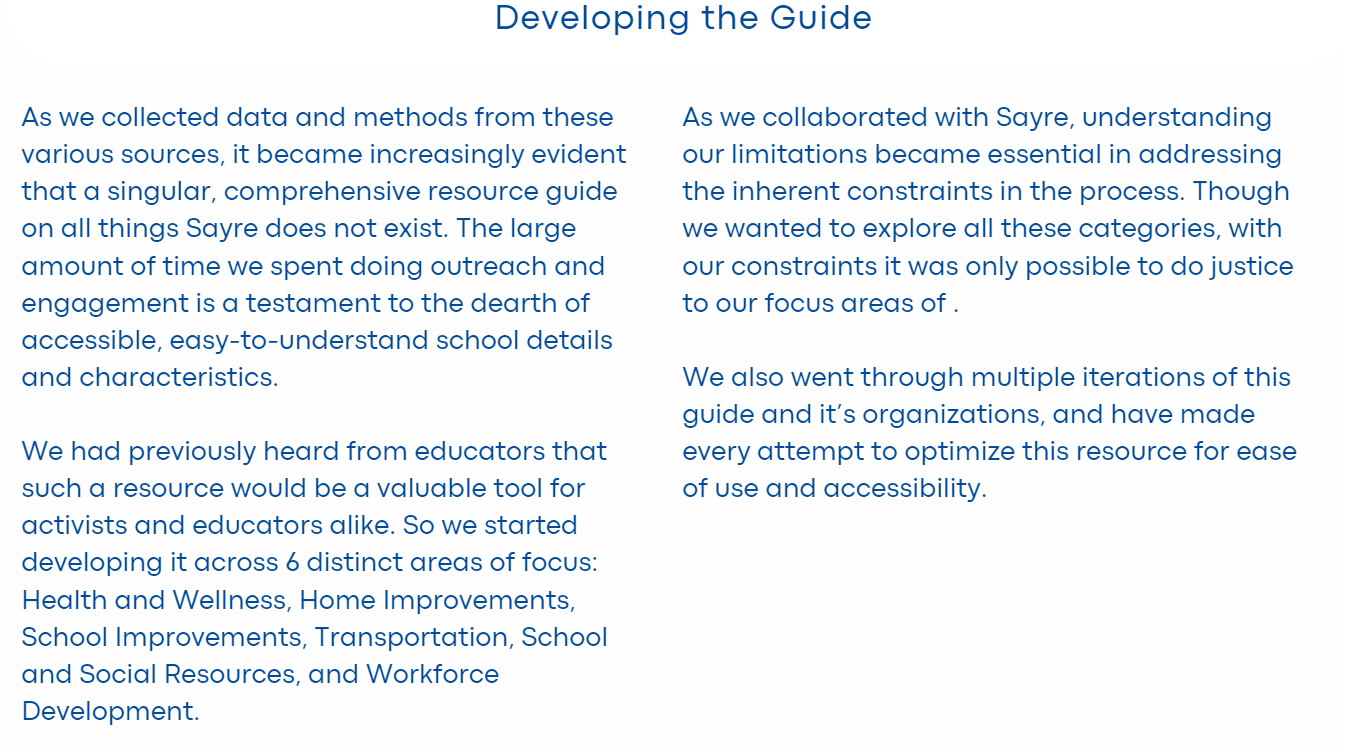 Developing the Guide
As we collected data and methods from these
various sources, it became increasingly evident
that a singular, comprehensive resource guide
on all things Sayre does not exist. The large
amount of time we spent doing outreach and
engagement is a testament to the dearth of
accessible, easy-to-understand school details
and characteristics.
We had previously heard from educators that
such a resource would be a valuable tool for
activists and educators alike. So we started
developing it across 6 distinct areas of focus:
Health and Wellness, Home Improvements,
School Improvements, Transportation, School
and Social Resources, and Workforce
Development.
As we collaborated with Sayre, understanding
our limitations became essential in addressing
the inherent constraints in the process. Though
we wanted to explore all these categories, with
our constraints it was only possible to do justice
to our focus areas of .
We also went through multiple iterations of this
guide and it’s organizations, and have made
every attempt to optimize this resource for ease
of use and accessibility.